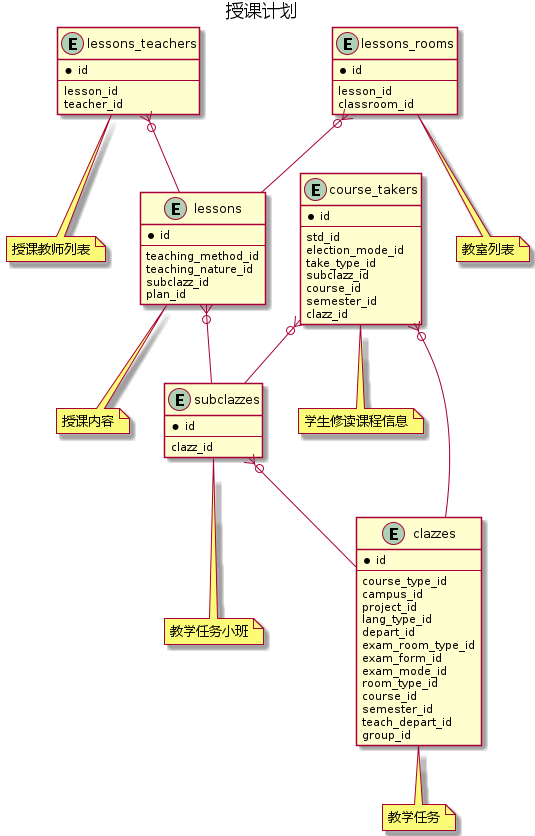 授课计划
E lessons_teachers
id
lesson_id
teacher_id
E lessons_rooms
id
lesson_id
classroom_id
授课教师列表
E lessons
id
teaching_method_id
teaching_nature_id
subclazz_id
plan_id
E course_takers
id
std_id
election_mode_id
take_type_id
subclazz_id
course_id
semester_id
clazz_id
教室列表
授课内容
E subclazzes
id
clazz_id
学生修读课程信息
E clazzes
id
course_type_id
campus_id
project_id
lang_type_id
depart_id
exam_room_type_id
exam_form_id
exam_mode_id
room_type_id
course_id
semester_id
teach_depart_id
group_id
教学任务小班
教学任务